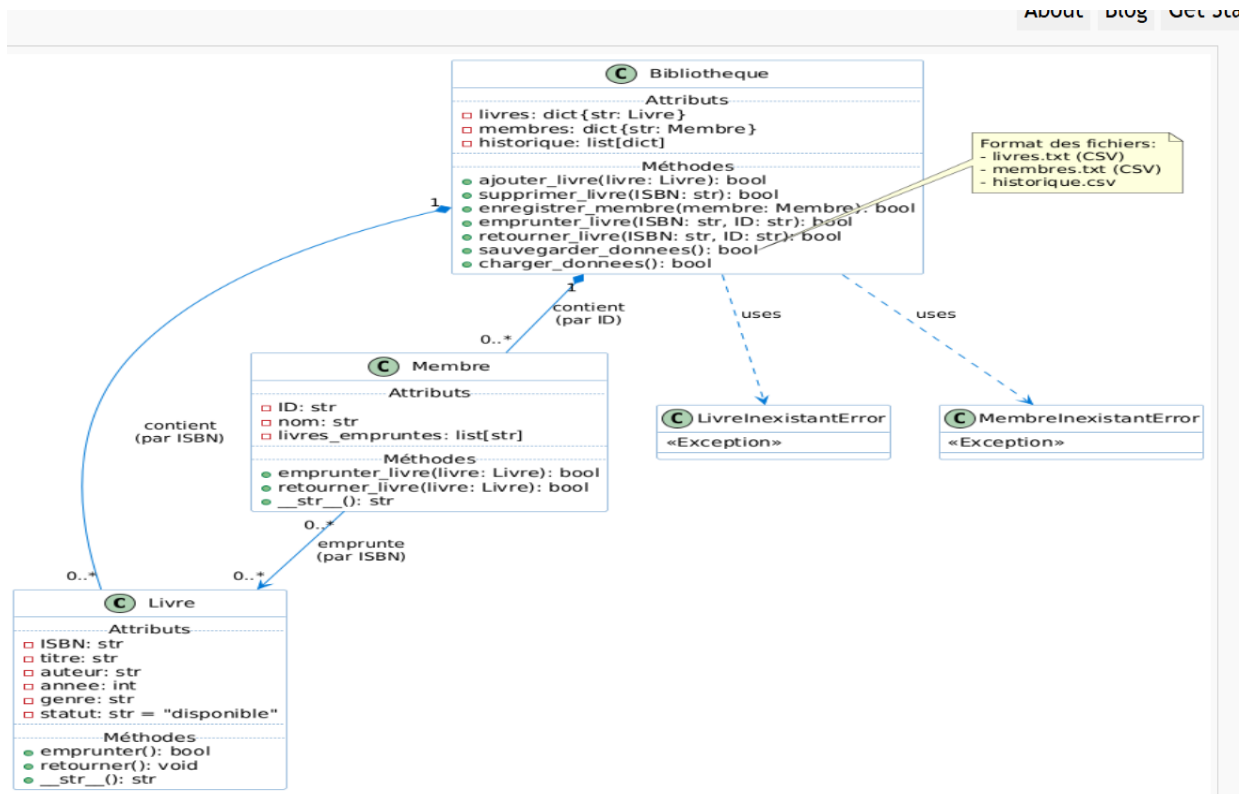 About Blog Get Sta
C Bibliotheque
Attributs
livres: dict{str: Livre}
membres: dict{str: Membre}
historique: list[dict]
Méthodes
ajouter_livre(livre: Livre): bool
supprimer_livre(ISBN: str): bool
enregistrer_membre(membre: Membre): bool
emprunter_livre(ISBN: str, ID: str): bool
retourner_livre(ISBN: str, ID: str): bool
sauvegarder_donnees(): bool
charger_donnees(): bool
Format des fichiers:
- livres.txt (CSV)
- membres.txt (CSV)
- historique.csv
1
1
contient
(par ID)
0..*
uses
uses
C Membre
Attributs
ID: str
nom: str
livres_empruntes: list[str]
Méthodes
emprunter_livre(livre: Livre): bool
retourner_livre(livre: Livre): bool
__str__(): str
C LivreInexistantError
«Exception»
C MembreInexistantError
«Exception»
contient
(par ISBN)
0..*
emprunte
(par ISBN)
0..*
0..*
C Livre
Attributs
ISBN: str
titre: str
auteur: str
annee: int
genre: str
statut: str = "disponible"
Méthodes
emprunter(): bool
retourner(): void
__str__(): str